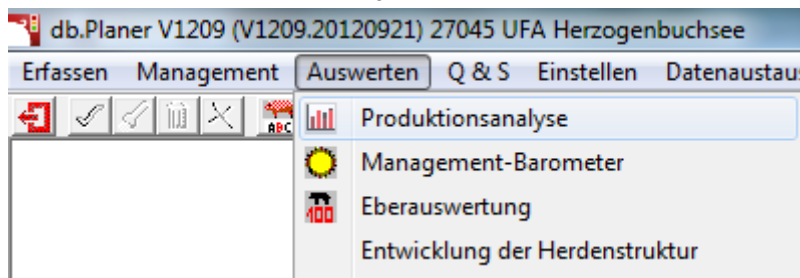 db.Planer V1209 (V1209.20120921) 27045 UFA Herzogenbuchsee
Erfassen Management Auswerten Q & S Einstellen Datenaustau
ABC
Produktionsanalyse
Management-Barometer
100 Eberauswertung
Entwicklung der Herdenstruktur